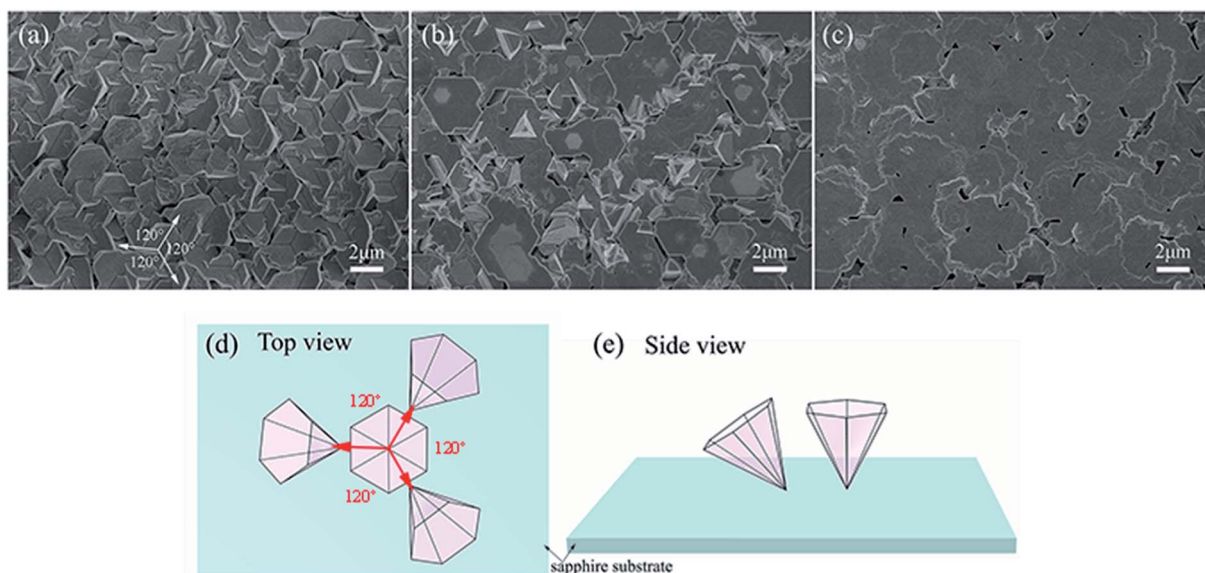 (a)
120°
120°
120°
2μm
(b)
2μm
(c)
2μm
(d) Top view
120°
120°
120°
(e) Side view
sapphire substrate